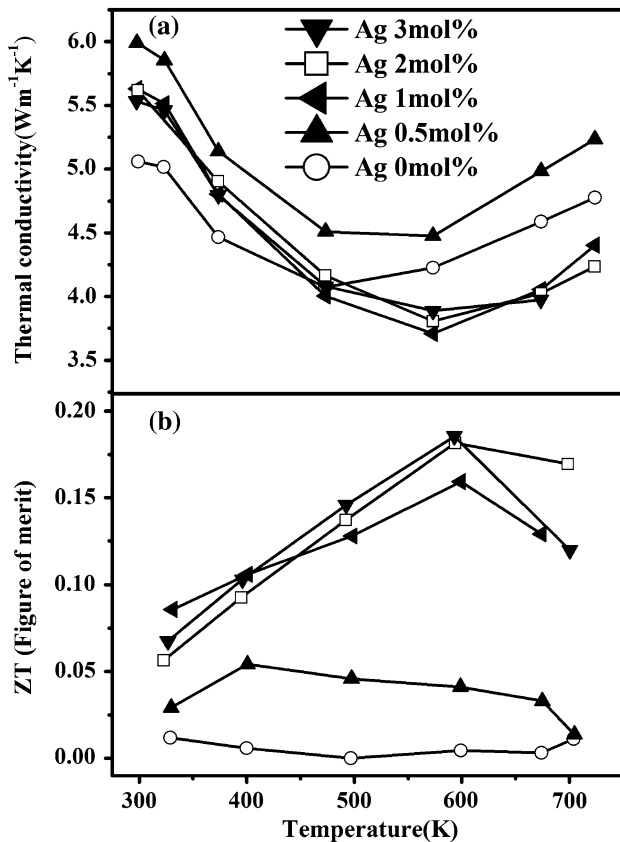 (a)
Ag 3mol%
Ag 2mol%
Ag 1mol%
Ag 0.5mol%
Ag 0mol%
Thermal conductivity(Wm⁻¹K⁻¹)
6.0
5.5
5.0
4.5
4.0
3.5
(b)
ZT (Figure of merit)
0.20
0.15
0.10
0.05
0.00
300 400 500 600 700
Temperature(K)